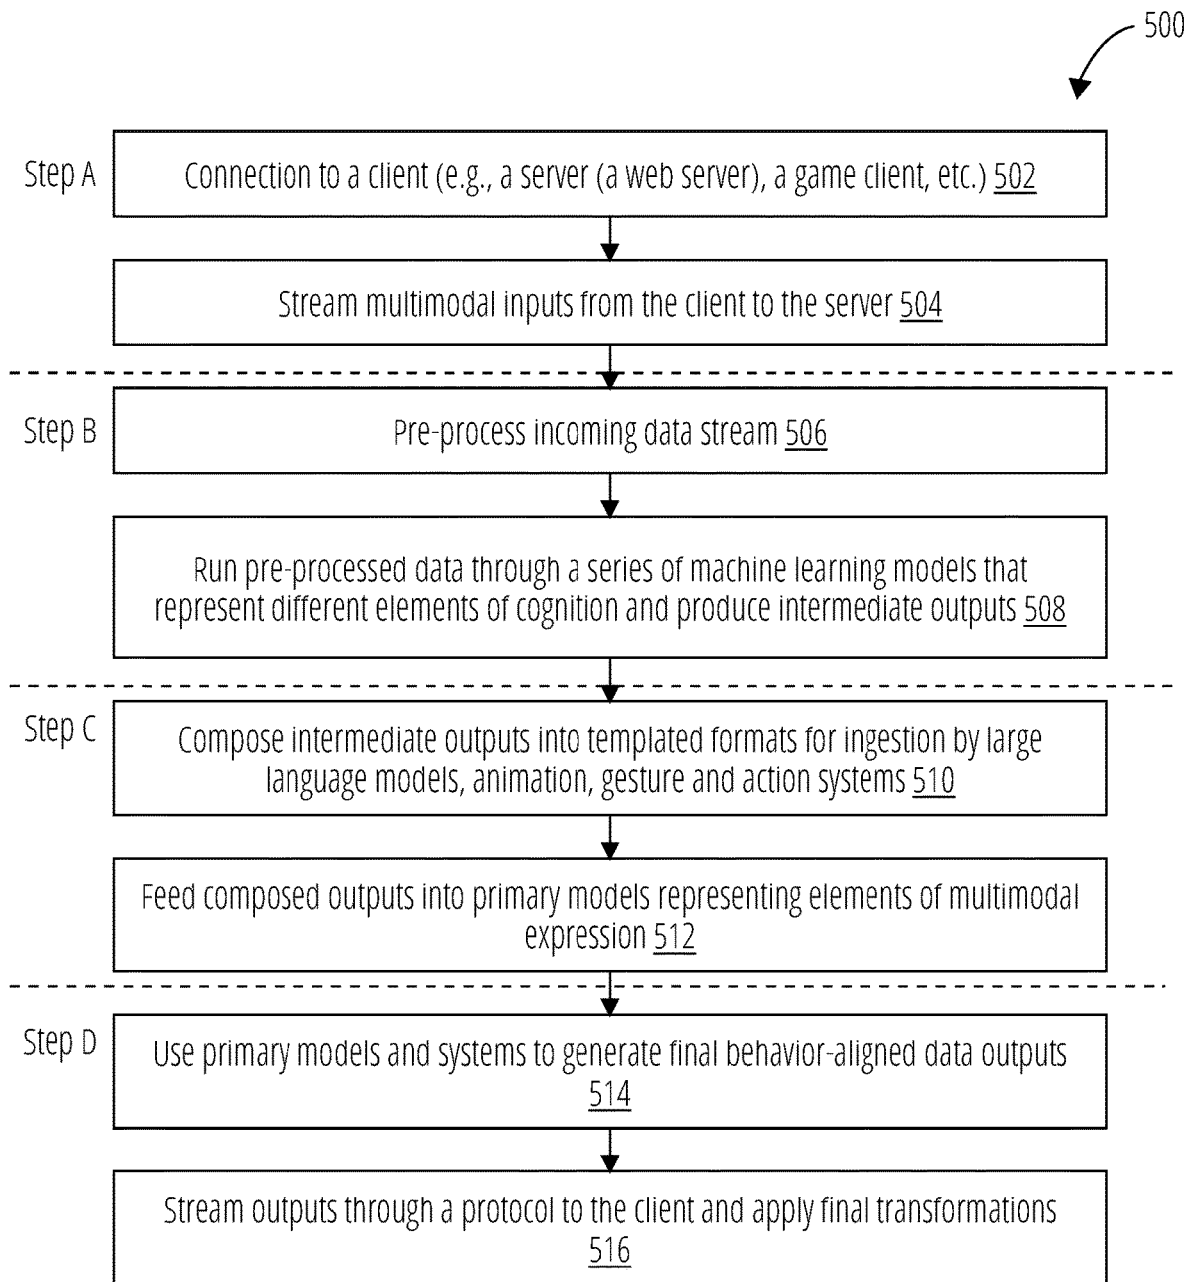 500
Step A
Connection to a client (e.g., a server (a web server), a game client, etc.) 502
Stream multimodal inputs from the client to the server 504
Step B
Pre-process incoming data stream 506
Run pre-processed data through a series of machine learning models that
represent different elements of cognition and produce intermediate outputs 508
Step C
Compose intermediate outputs into templated formats for ingestion by large
language models, animation, gesture and action systems 510
Feed composed outputs into primary models representing elements of multimodal
expression 512
Step D
Use primary models and systems to generate final behavior-aligned data outputs
514
Stream outputs through a protocol to the client and apply final transformations
516